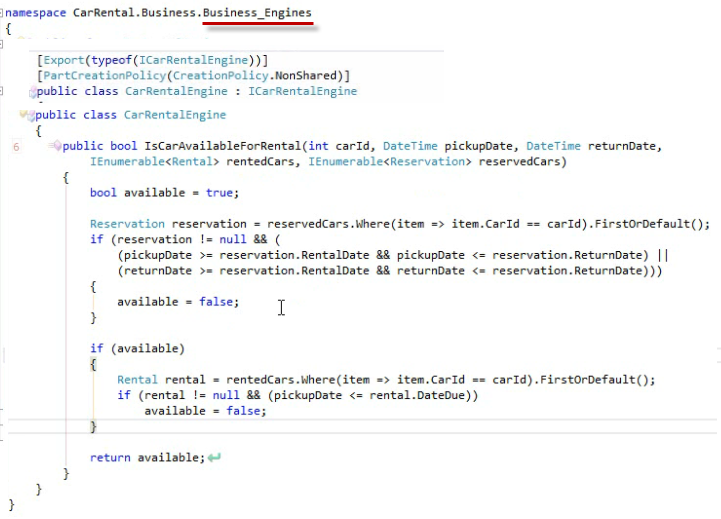 namespace CarRental.Business.Business_Engines
{
[Export(typeof(ICarRentalEngine))]
[PartCreationPolicy(CreationPolicy.NonShared)]
public class CarRentalEngine : ICarRentalEngine
public class CarRentalEngine
{
6 public bool IsCarAvailableForRental(int carId, DateTime pickupDate, DateTime returnDate,
IEnumerable<Rental> rentedCars, IEnumerable<Reservation> reservedCars)
{
bool available = true;
Reservation reservation = reservedCars.Where(item => item.CarId == carId).FirstOrDefault();
if (reservation != null && (
(pickupDate >= reservation.RentalDate && pickupDate <= reservation.ReturnDate) ||
(returnDate >= reservation.RentalDate && returnDate <= reservation.ReturnDate)))
{
available = false;
}
if (available)
{
Rental rental = rentedCars.Where(item => item.CarId == carId).FirstOrDefault();
if (rental != null && (pickupDate <= rental.DateDue))
available = false;
}
return available;
}
}
}